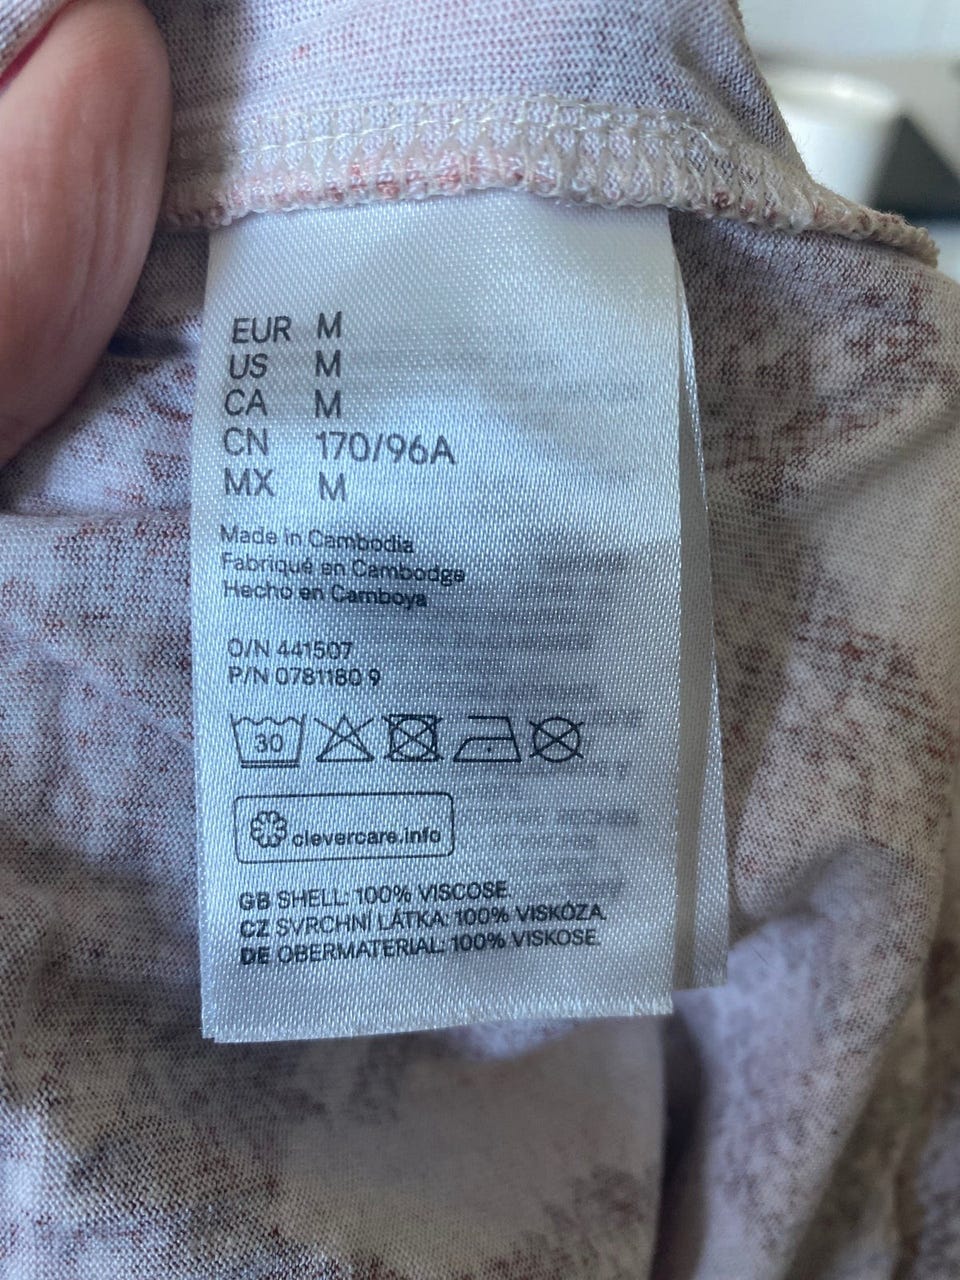 EUR M
US M
CA M
CN 170/96A
MX M
Made in Cambodia
Fabriqué en Cambodge
Hecho en Camboya
O/N 441507
P/N 0781180 9
30
clevercare.info
GB SHELL: 100% VISCOSE.
CZ SVRCHNÍ LÁTKA: 100% VISKÓZA.
DE OBERMATERIAL: 100% VISKOSE.